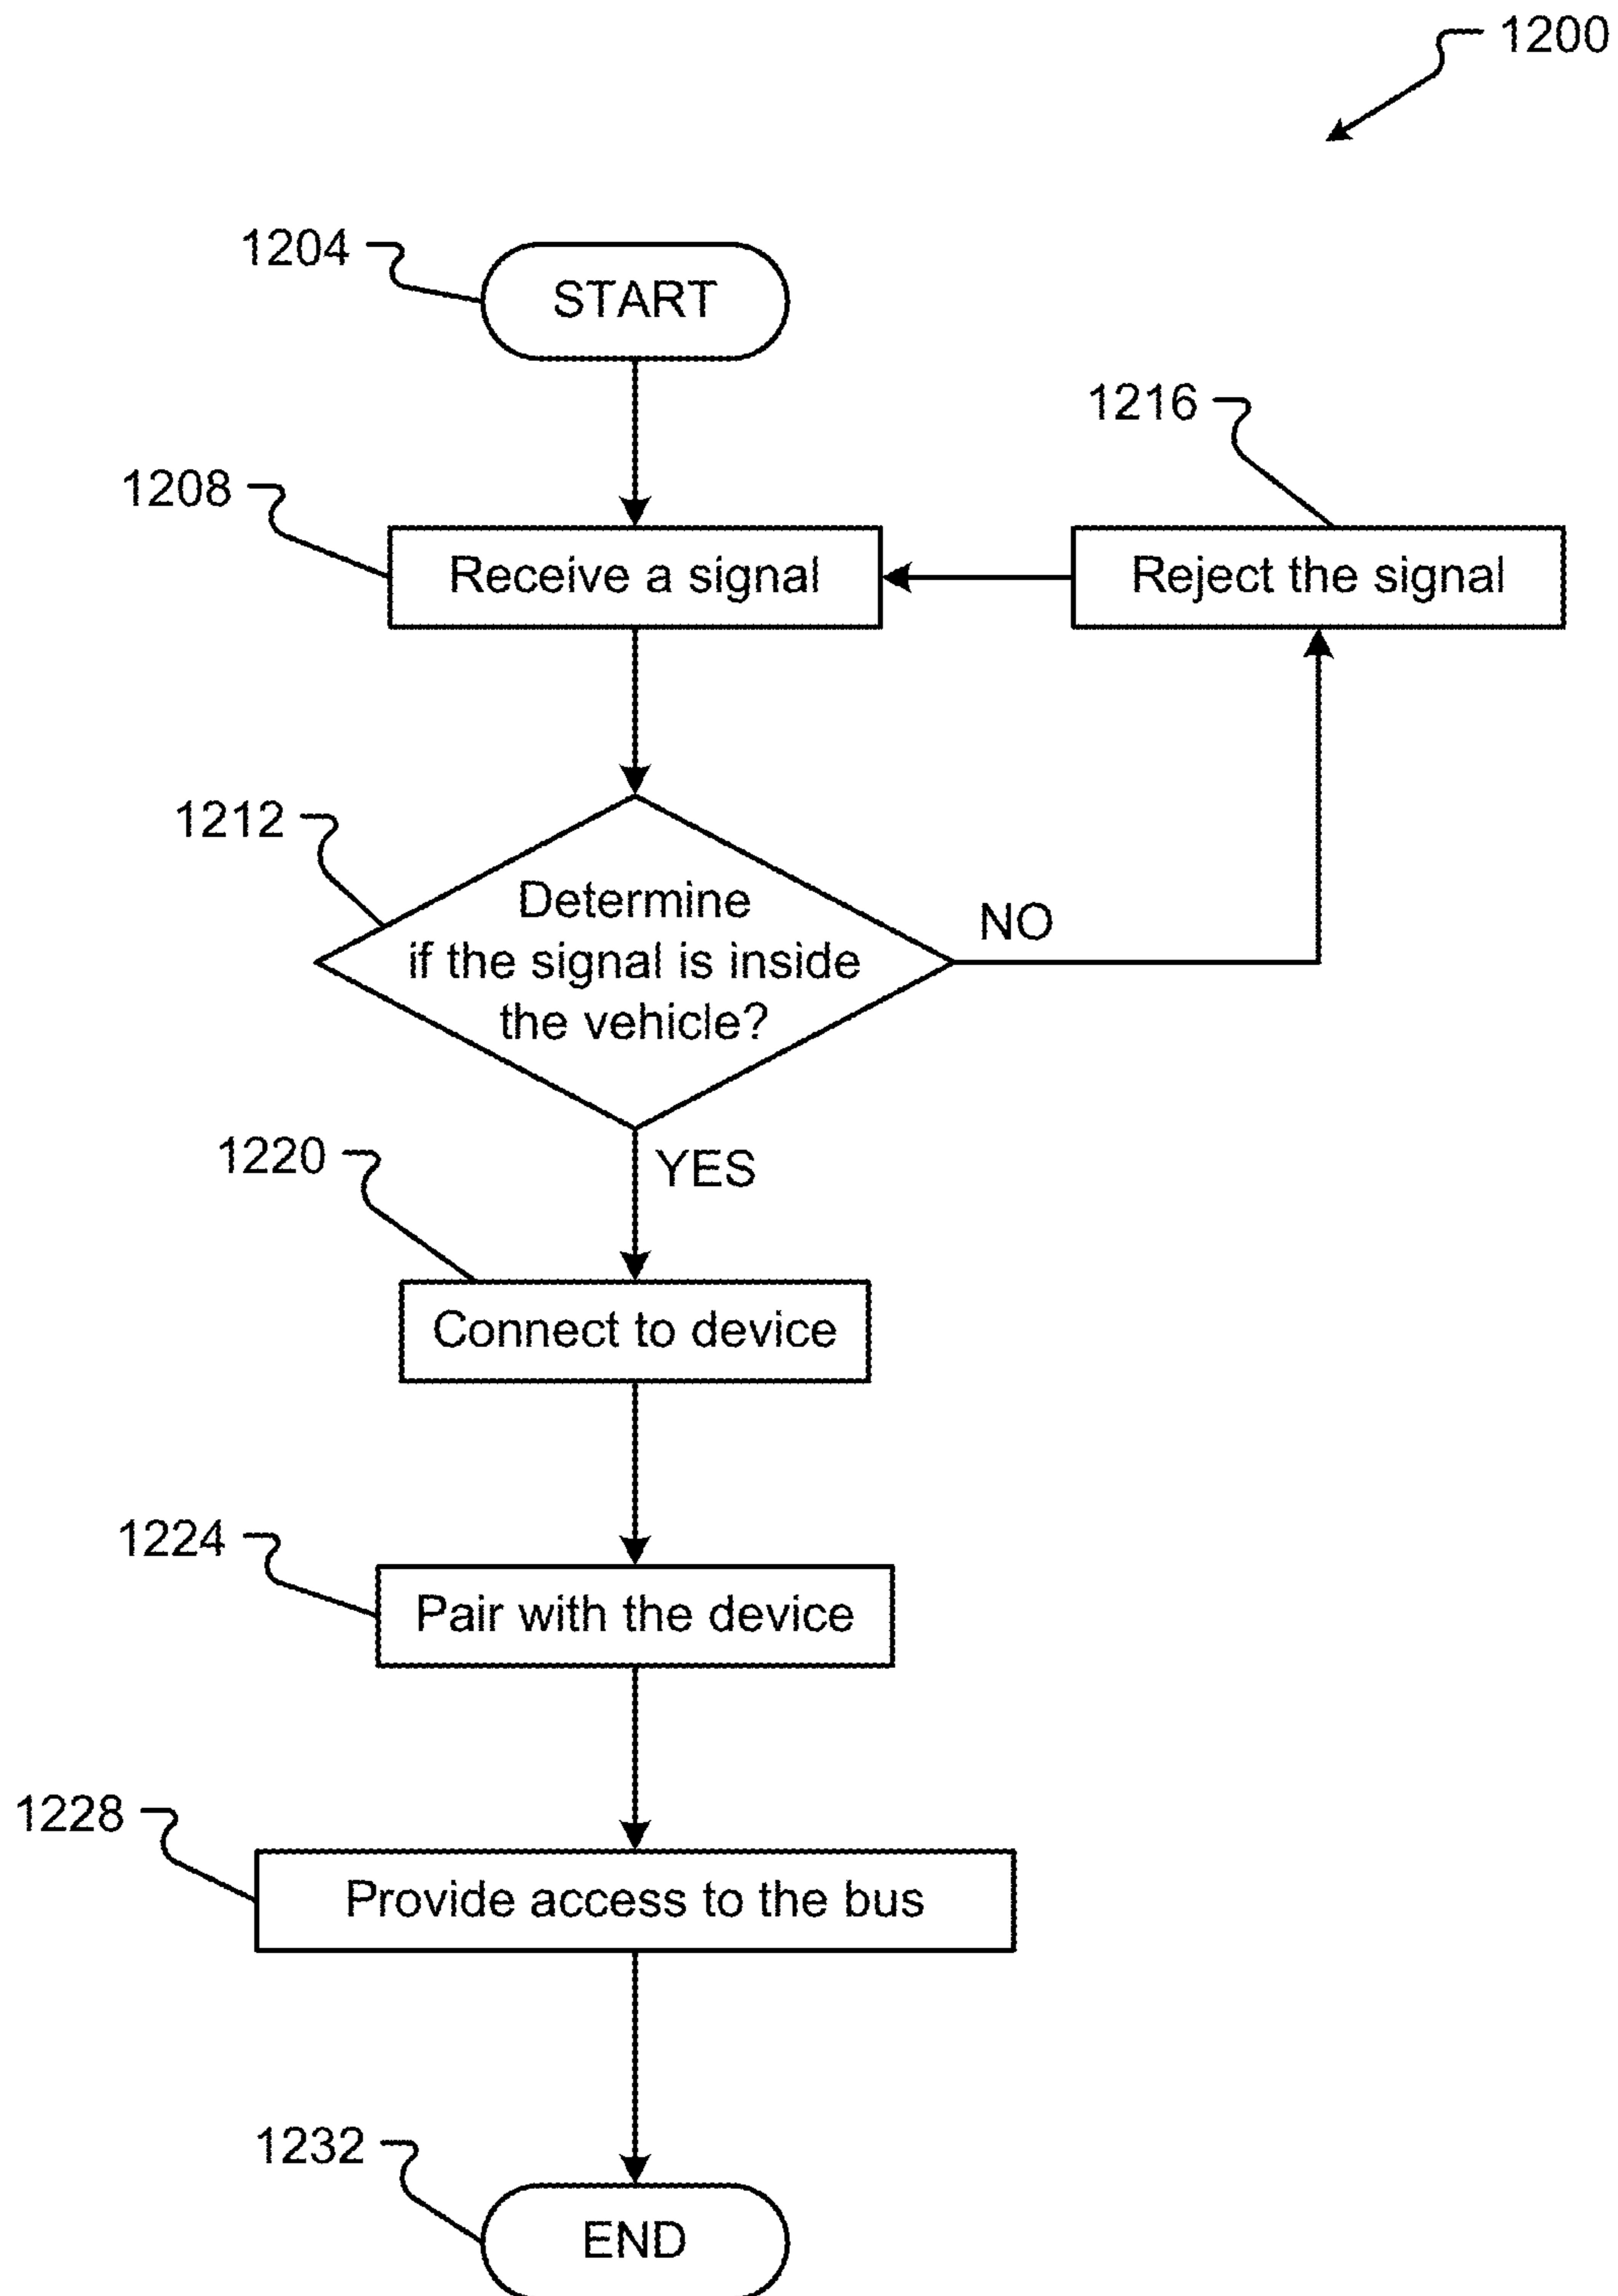 1200
1204
START
1216
1208
Receive a signal
Reject the signal
1212
Determine
if the signal is inside
the vehicle?
NO
1220
YES
Connect to device
1224
Pair with the device
1228
Provide access to the bus
1232
END